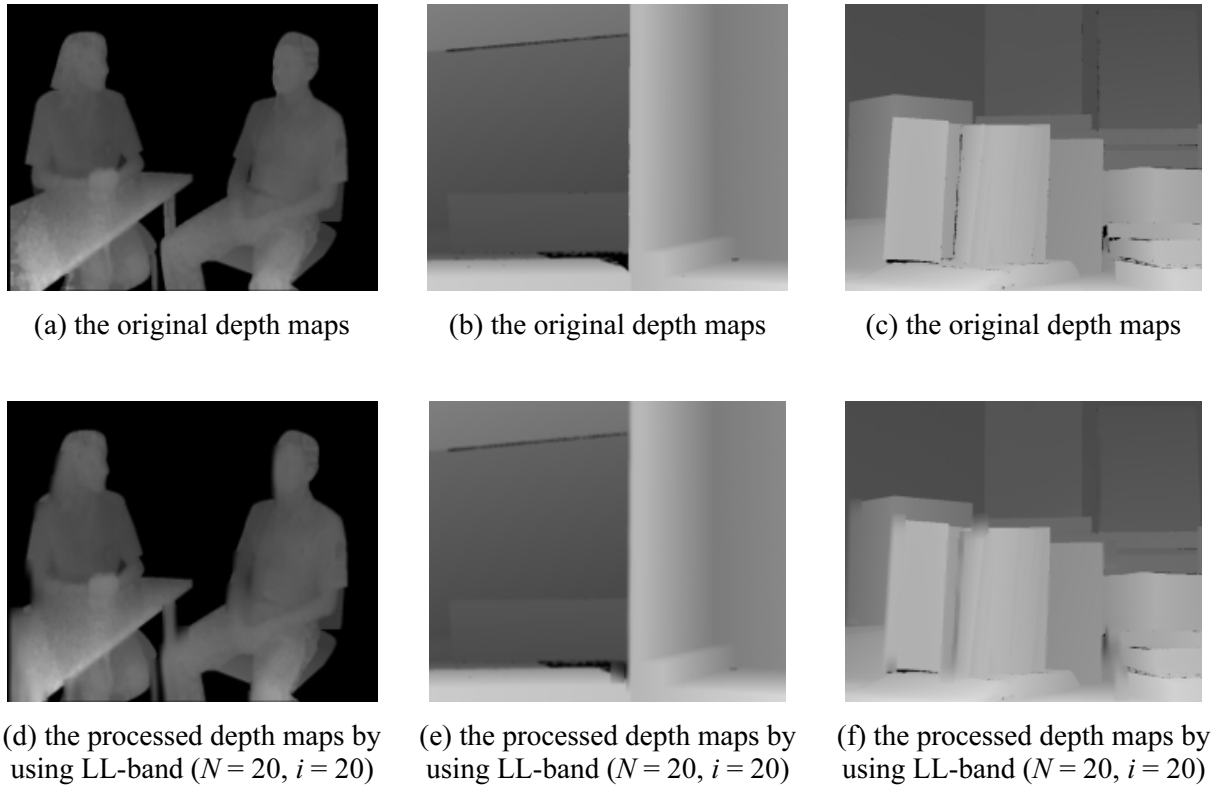 (a) the original depth maps
(b) the original depth maps
(c) the original depth maps
(d) the processed depth maps by
using LL-band (N = 20, i = 20)
(e) the processed depth maps by
using LL-band (N = 20, i = 20)
(f) the processed depth maps by
using LL-band (N = 20, i = 20)